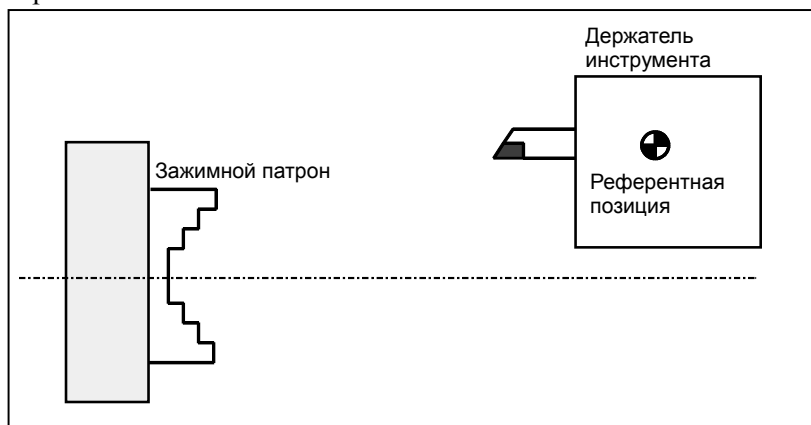 Держатель
инструмента
Зажимной патрон
Референтная
позиция